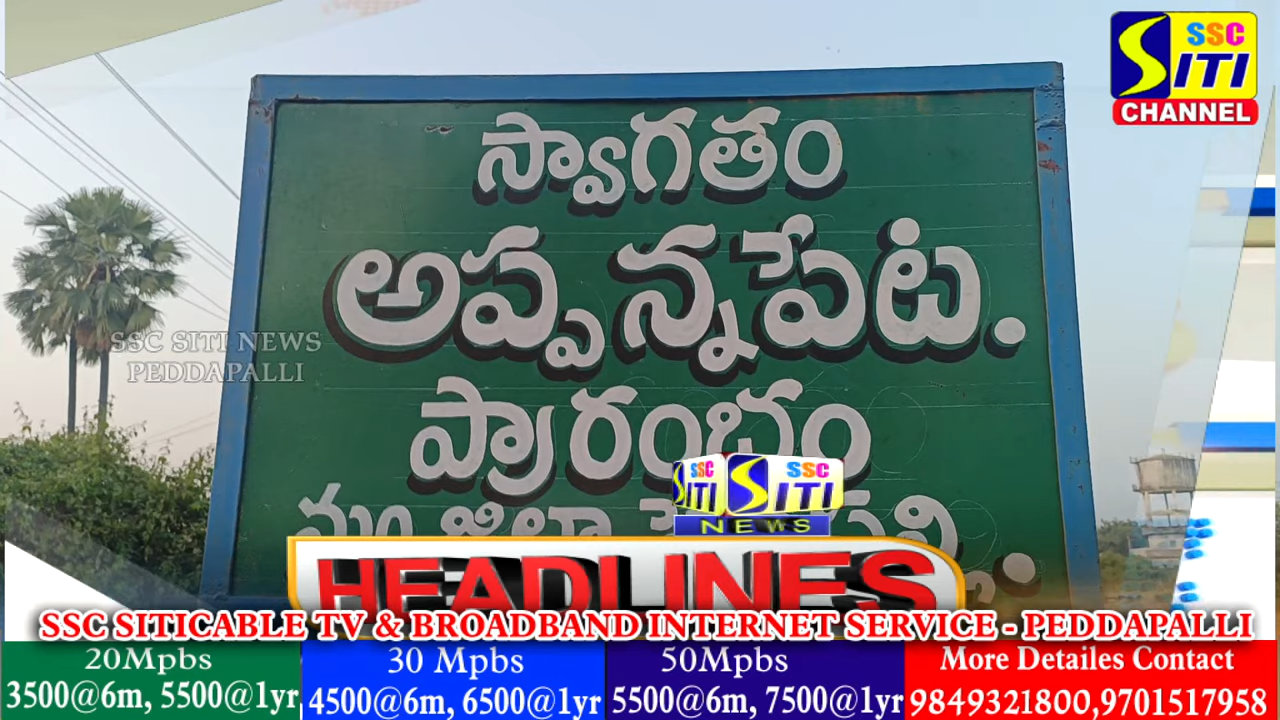 SSC
SITI
CHANNEL
స్వాగతం
అప్పన్నపేట.
ప్రారంభం
SSC SITI NEWS
PEDDAPALLI
SSC
SITI
SSC
SITI
NEWS
మం జిల్లా
HEADLINES
SSC SITICABLE TV & BROADBAND INTERNET SERVICE - PEDDAPALLI
20Mpbs
3500@6m, 5500@1yr
30 Mpbs
4500@6m, 6500@1yr
50Mpbs
5500@6m, 7500@1yr
More Detailes Contact
9849321800,9701517958